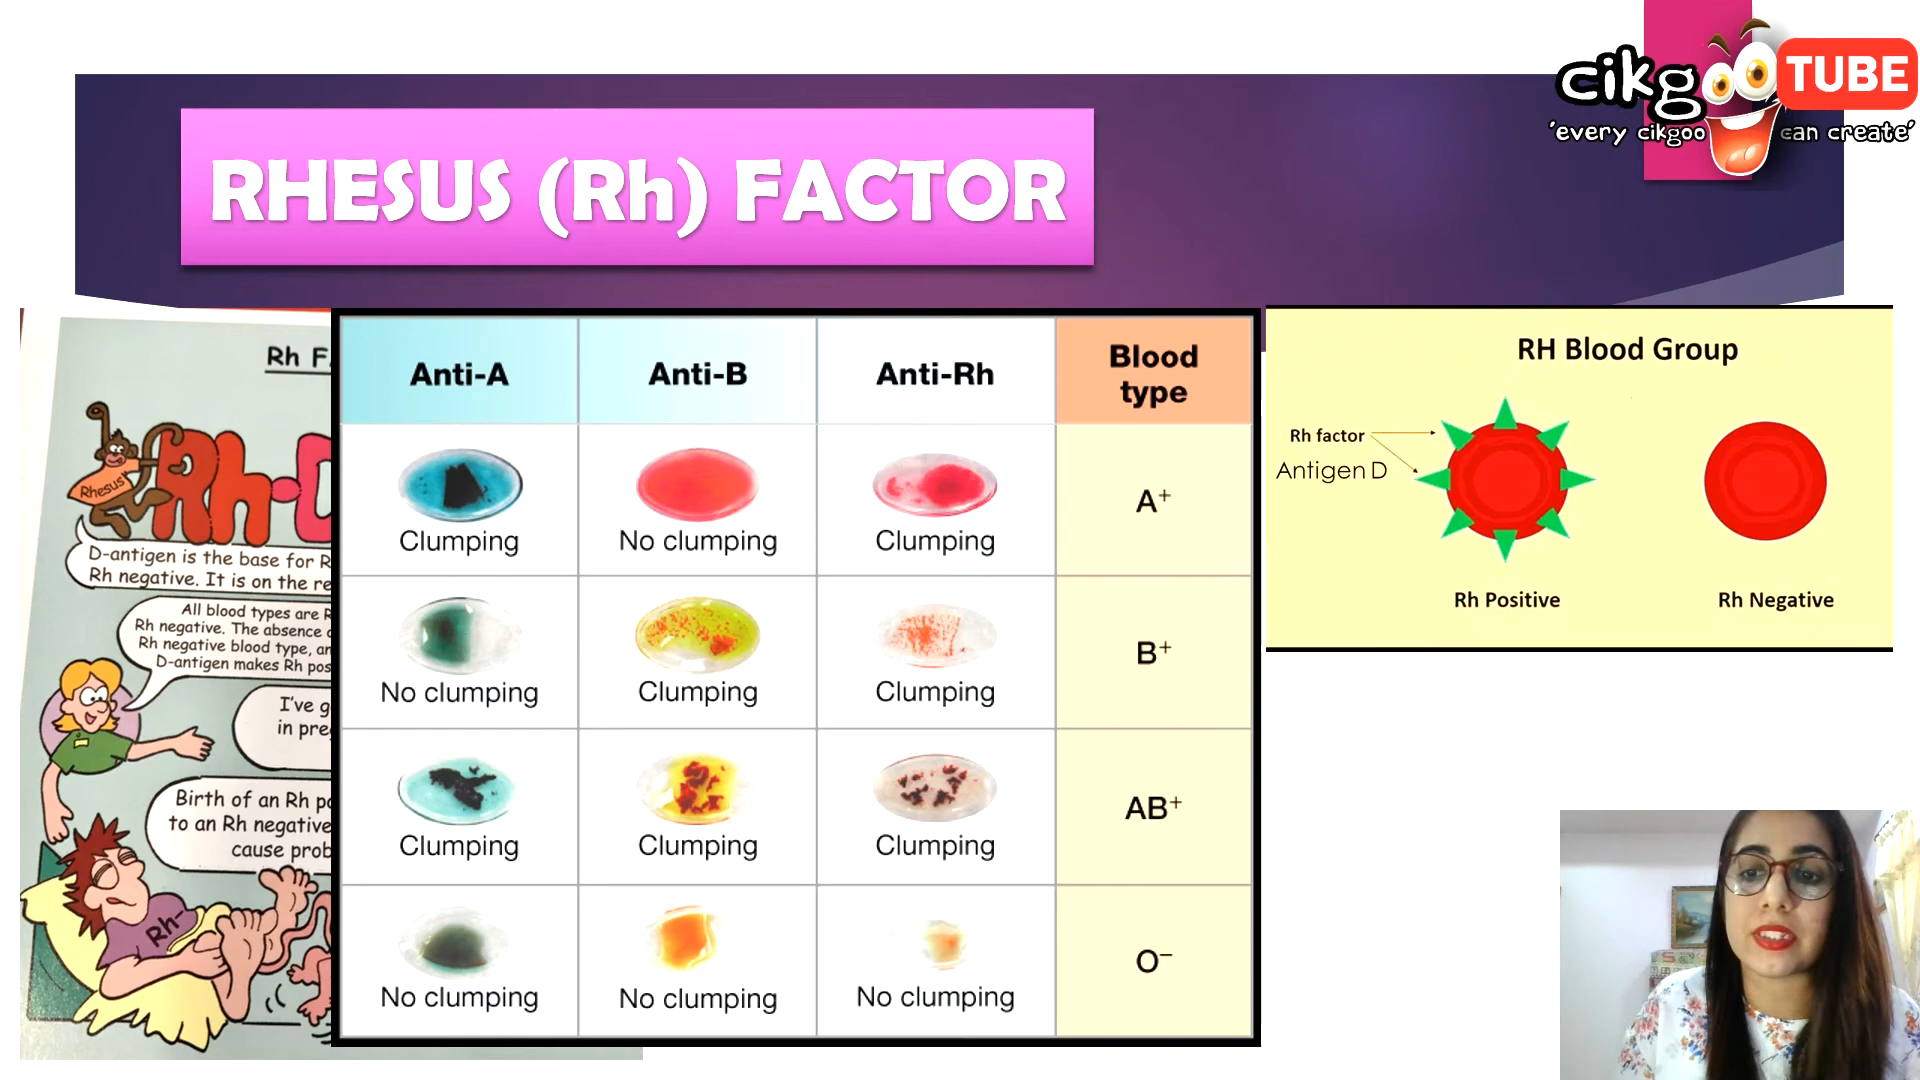 cikgoo TUBE
'every cikgoo can create'
RHESUS (Rh) FACTOR
Rh F
Rhesus
Rh-D
D-antigen is the base for
Rh negative. It is on the
All blood types are
Rh negative. The absence
Rh negative blood type,
D-antigen makes Rh
I've
in
Birth of an Rh
to an Rh negative
cause
Rh-
Anti-A Anti-B Anti-Rh Blood type
Clumping No clumping Clumping A+
No clumping Clumping Clumping B+
Clumping Clumping Clumping AB+
No clumping No clumping No clumping O−
RH Blood Group
Rh factor
Antigen D
Rh Positive Rh Negative